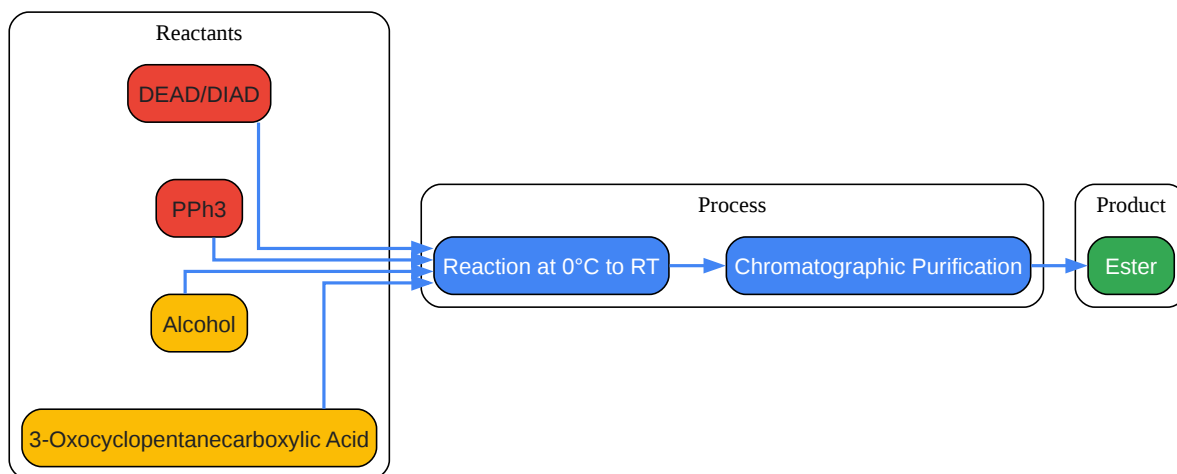 Reactants
DEAD/DIAD
PPh3
Alcohol
3-Oxocyclopentanecarboxylic Acid
Process
Reaction at 0°C to RT
Chromatographic Purification
Product
Ester